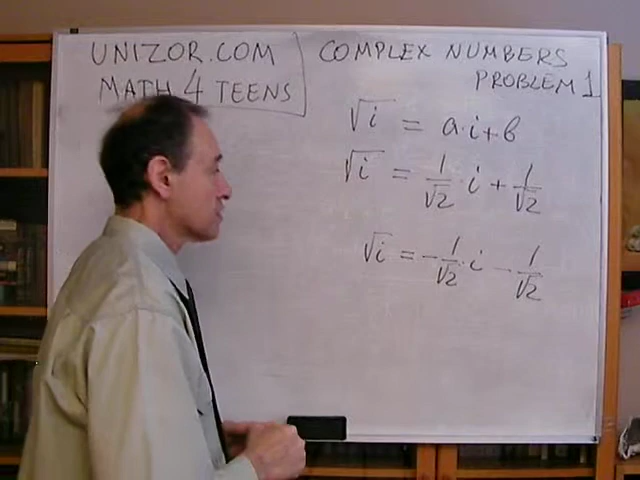 UNIZOR.COM
MATH 4 TEENS
COMPLEX NUMBERS
PROBLEM 1
√i = a·i+b
√i = 1/√2 · i + 1/√2
√i = -1/√2 · i - 1/√2